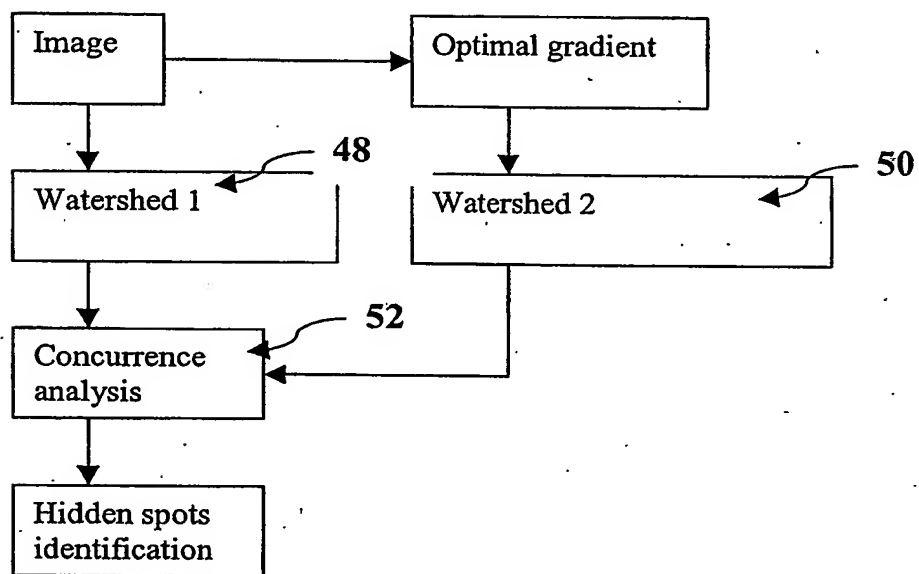 Image
Optimal gradient
48
50
Watershed 1
Watershed 2
52
Concurrence
analysis
Hidden spots
identification